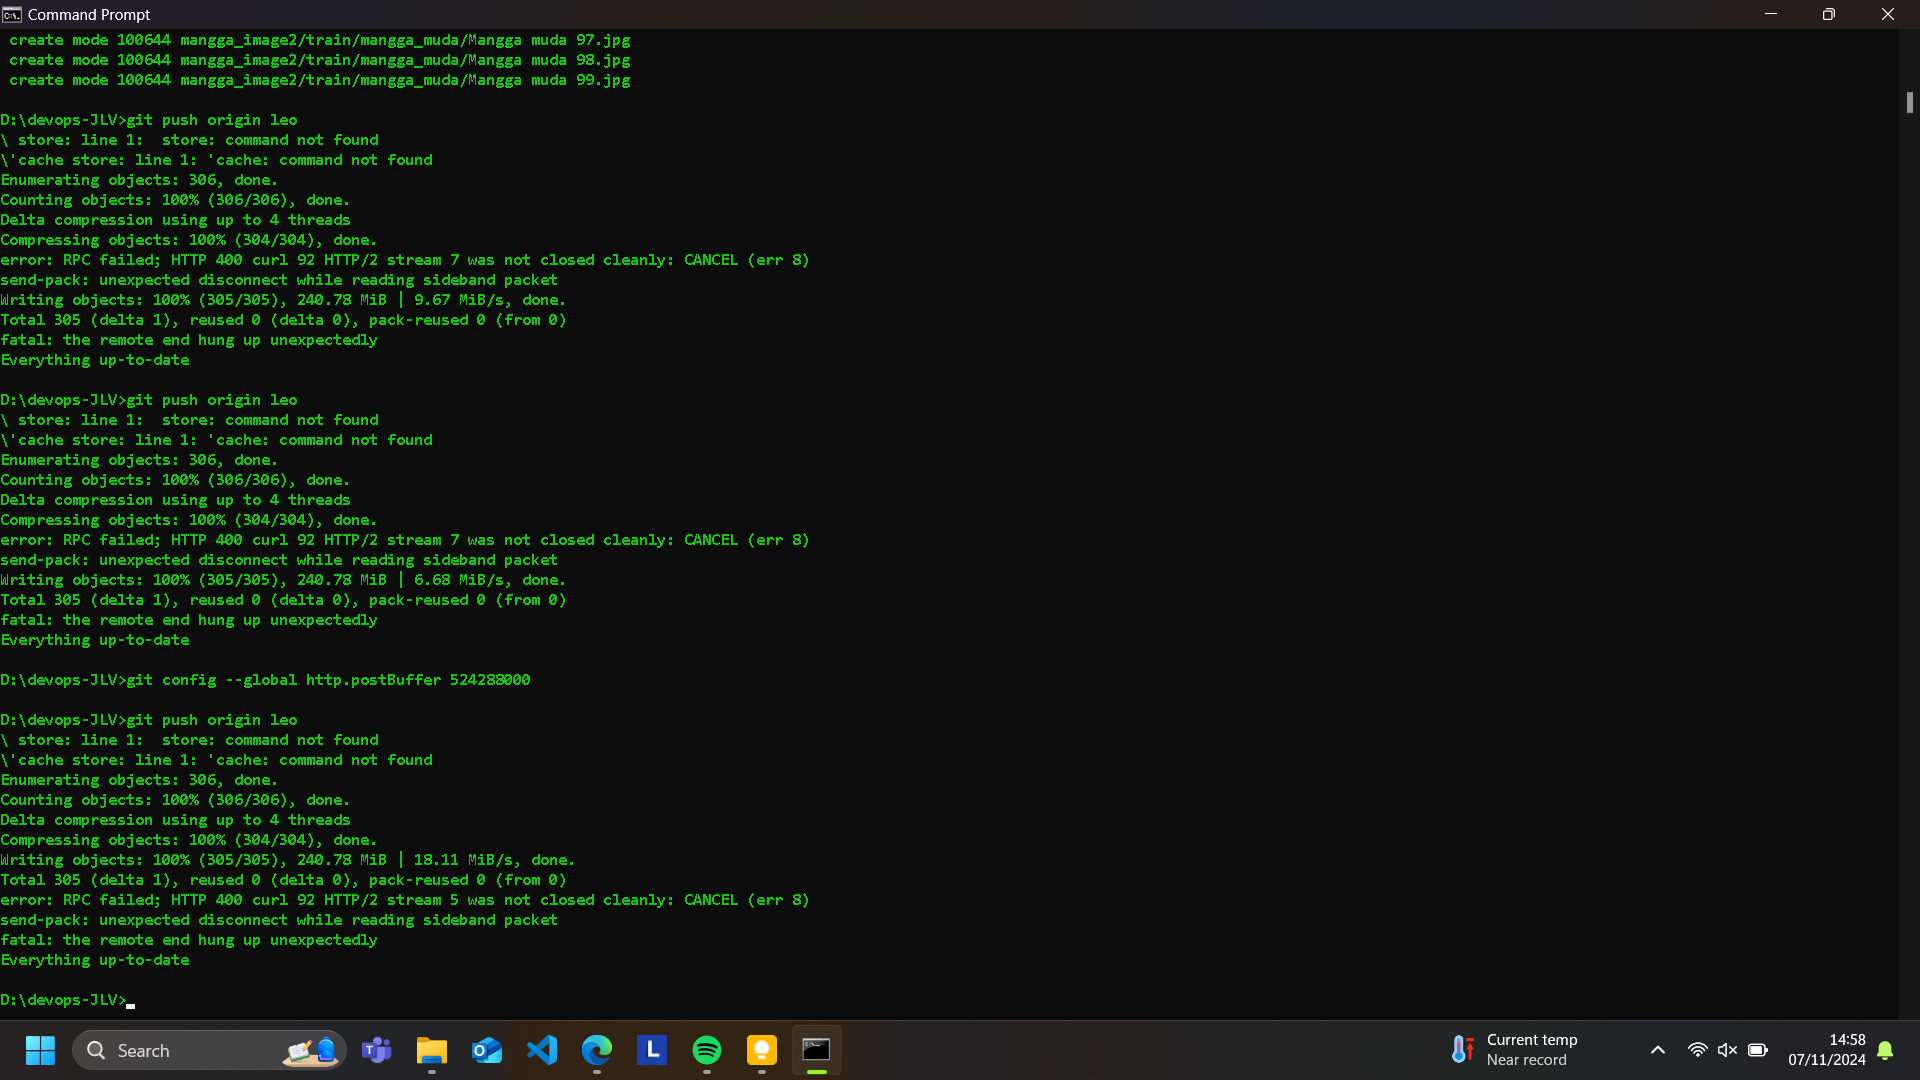 Command Prompt
create mode 100644 mangga_image2/train/mangga_muda/Mangga muda 97.jpg
create mode 100644 mangga_image2/train/mangga_muda/Mangga muda 98.jpg
create mode 100644 mangga_image2/train/mangga_muda/Mangga muda 99.jpg
D:\devops-JLV>git push origin leo
\ store: line 1:  store: command not found
\'cache store: line 1: 'cache: command not found
Enumerating objects: 306, done.
Counting objects: 100% (306/306), done.
Delta compression using up to 4 threads
Compressing objects: 100% (304/304), done.
error: RPC failed; HTTP 400 curl 92 HTTP/2 stream 7 was not closed cleanly: CANCEL (err 8)
send-pack: unexpected disconnect while reading sideband packet
Writing objects: 100% (305/305), 240.78 MiB | 9.67 MiB/s, done.
Total 305 (delta 1), reused 0 (delta 0), pack-reused 0 (from 0)
fatal: the remote end hung up unexpectedly
Everything up-to-date
D:\devops-JLV>git push origin leo
\ store: line 1:  store: command not found
\'cache store: line 1: 'cache: command not found
Enumerating objects: 306, done.
Counting objects: 100% (306/306), done.
Delta compression using up to 4 threads
Compressing objects: 100% (304/304), done.
error: RPC failed; HTTP 400 curl 92 HTTP/2 stream 7 was not closed cleanly: CANCEL (err 8)
send-pack: unexpected disconnect while reading sideband packet
Writing objects: 100% (305/305), 240.78 MiB | 6.68 MiB/s, done.
Total 305 (delta 1), reused 0 (delta 0), pack-reused 0 (from 0)
fatal: the remote end hung up unexpectedly
Everything up-to-date
D:\devops-JLV>git config --global http.postBuffer 524288000
D:\devops-JLV>git push origin leo
\ store: line 1:  store: command not found
\'cache store: line 1: 'cache: command not found
Enumerating objects: 306, done.
Counting objects: 100% (306/306), done.
Delta compression using up to 4 threads
Compressing objects: 100% (304/304), done.
Writing objects: 100% (305/305), 240.78 MiB | 18.11 MiB/s, done.
Total 305 (delta 1), reused 0 (delta 0), pack-reused 0 (from 0)
error: RPC failed; HTTP 400 curl 92 HTTP/2 stream 5 was not closed cleanly: CANCEL (err 8)
send-pack: unexpected disconnect while reading sideband packet
fatal: the remote end hung up unexpectedly
Everything up-to-date
D:\devops-JLV>
Search
L
Current temp
Near record
14:58
07/11/2024